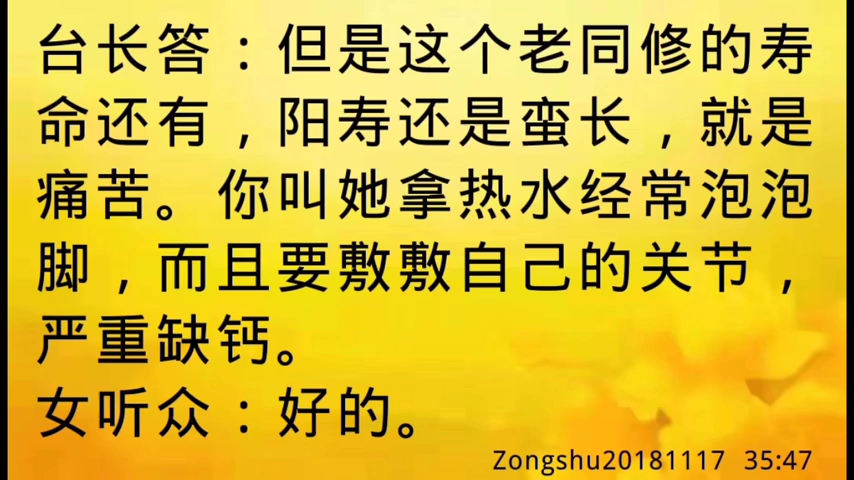 台长答：但是这个老同修的寿
命还有，阳寿还是蛮长，就是
痛苦。你叫她拿热水经常泡泡
脚，而且要敷敷自己的关节，
严重缺钙。
女听众：好的。
Zongshu20181117 35:47